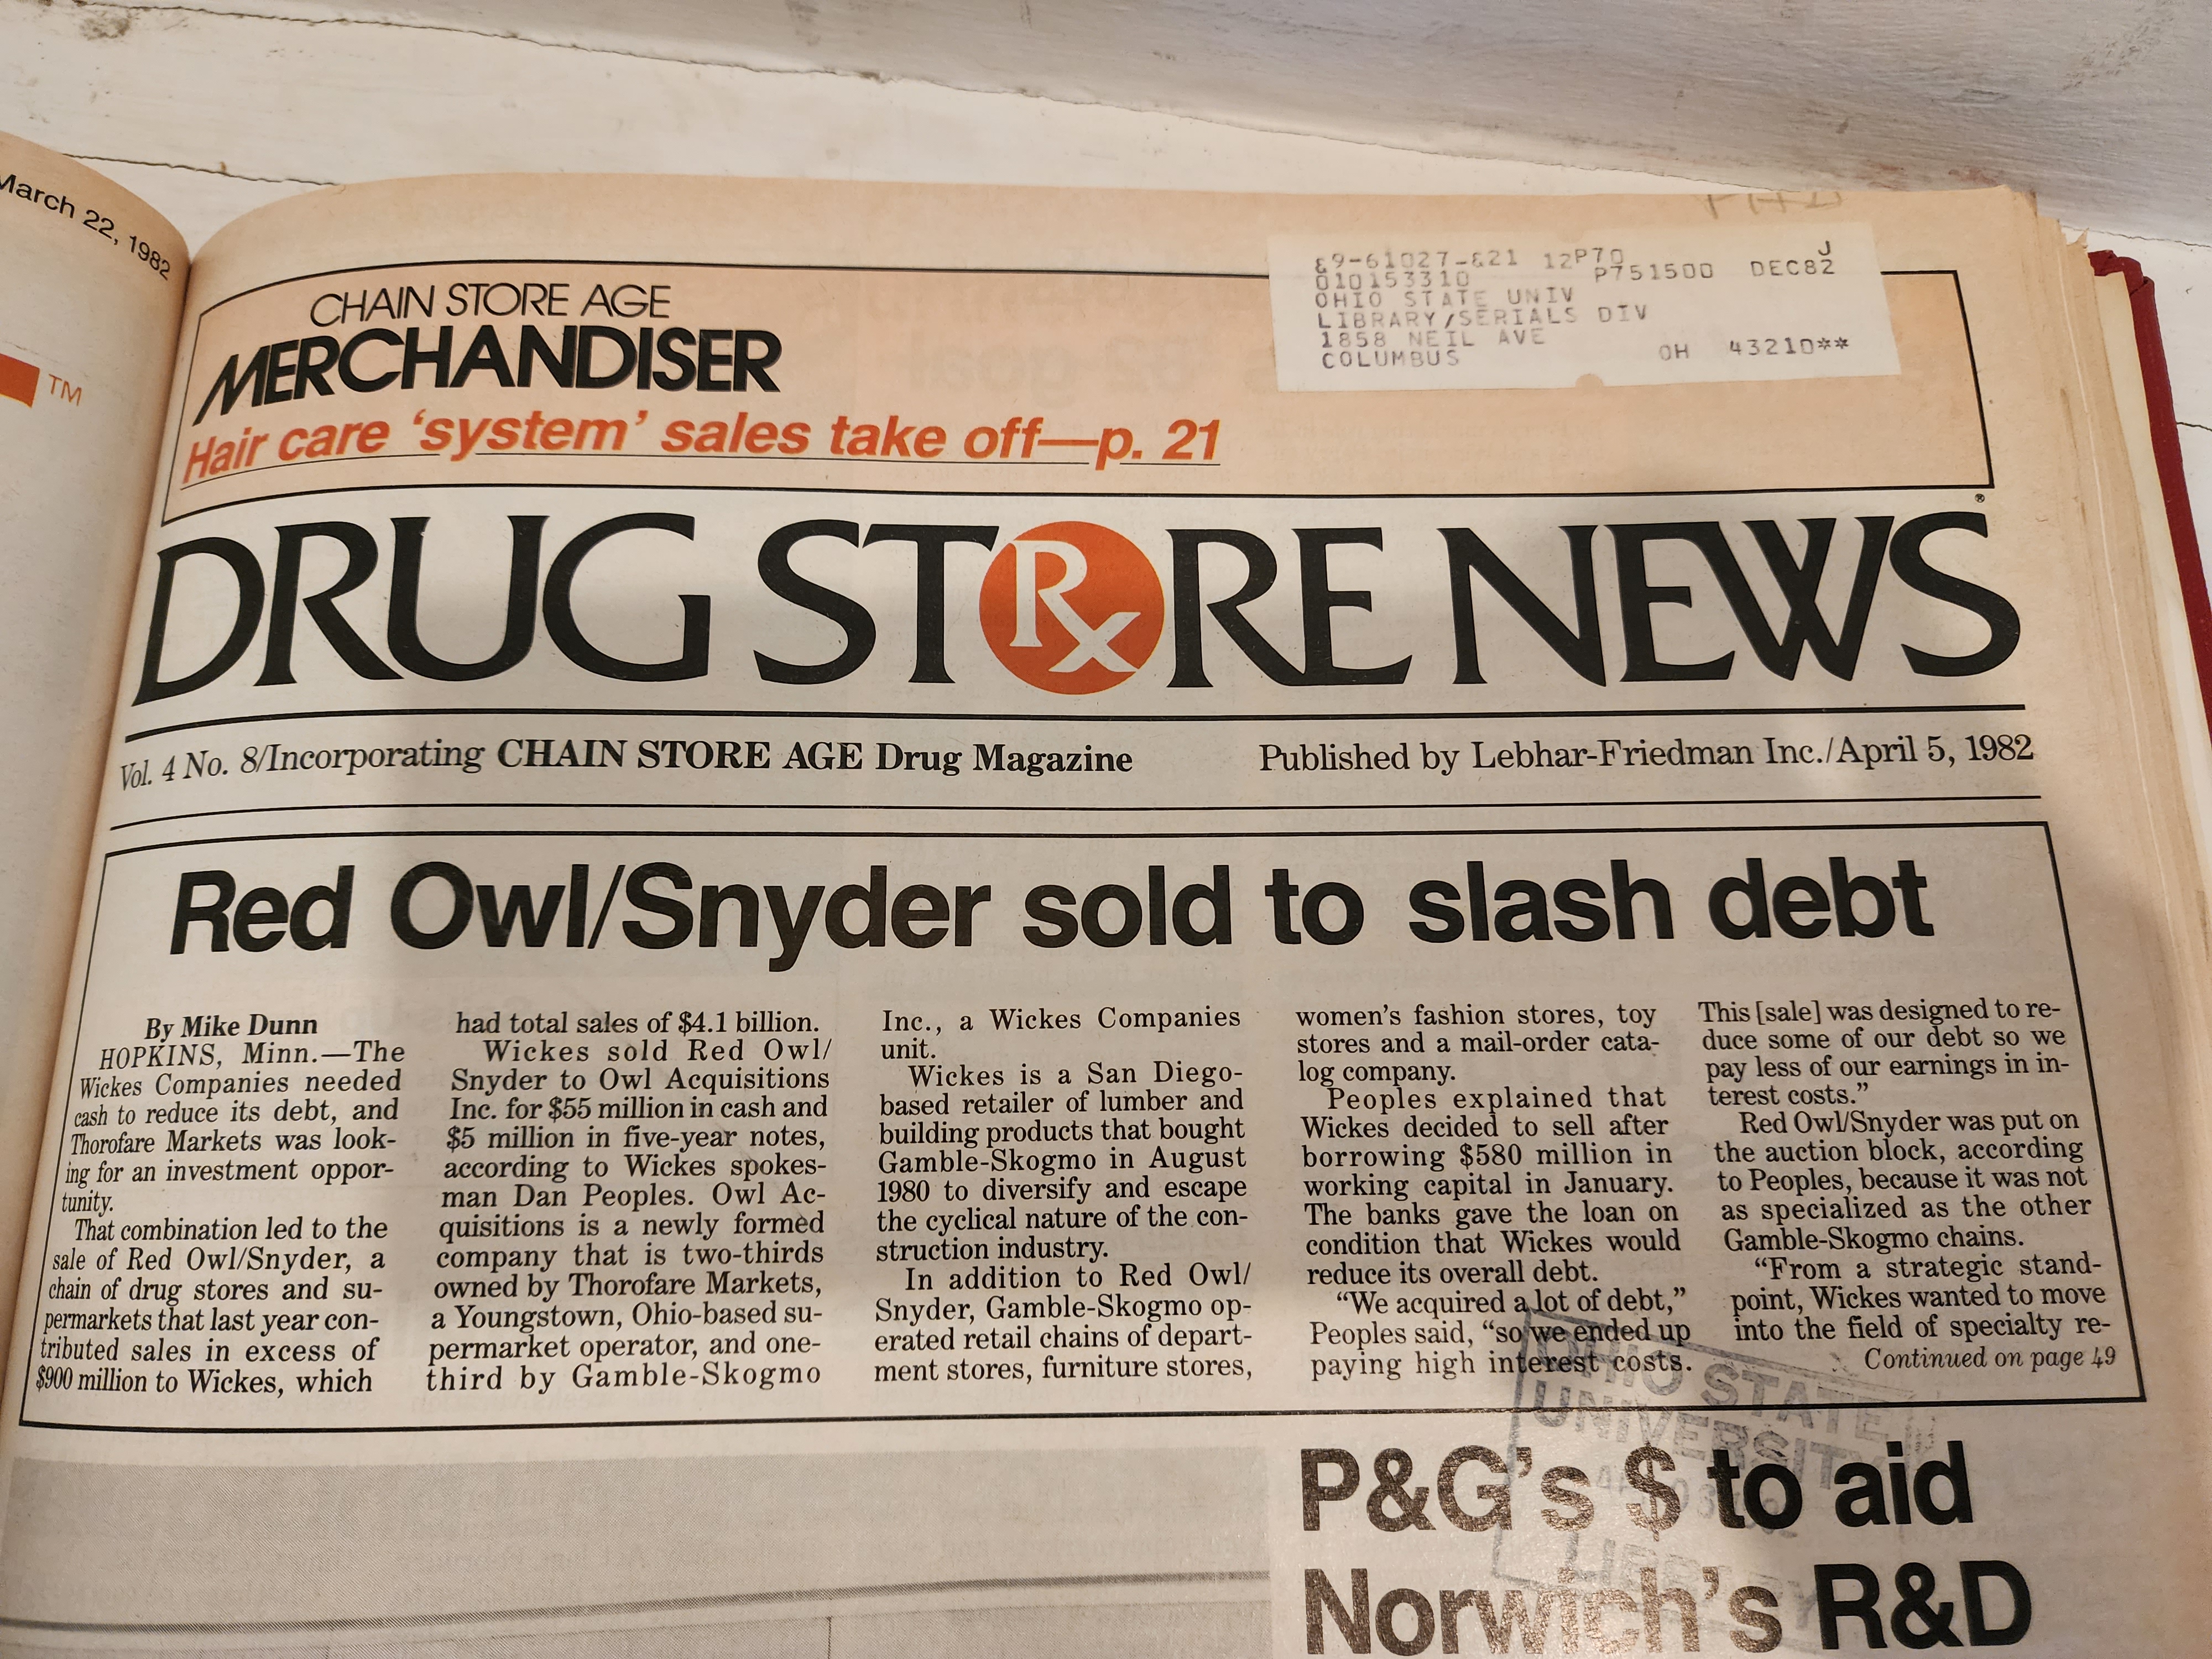 March 22, 1982
TM
CHAIN STORE AGE
MERCHANDISER
Hair care ‘system’ sales take off—p. 21
&9-61027-&21 12P70 J
010153310 P751500 DEC82
OHIO STATE UNIV
LIBRARY/SERIALS DIV
1858 NEIL AVE
COLUMBUS OH 43210**
DRUG STRxRE NEWS®
Vol. 4 No. 8/Incorporating CHAIN STORE AGE Drug Magazine
Published by Lebhar-Friedman Inc./April 5, 1982
Red Owl/Snyder sold to slash debt
By Mike Dunn
HOPKINS, Minn.—The
Wickes Companies needed
cash to reduce its debt, and
Thorofare Markets was look-
ing for an investment oppor-
tunity.
That combination led to the
sale of Red Owl/Snyder, a
chain of drug stores and su-
permarkets that last year con-
tributed sales in excess of
$900 million to Wickes, which
had total sales of $4.1 billion.
Wickes sold Red Owl/
Snyder to Owl Acquisitions
Inc. for $55 million in cash and
$5 million in five-year notes,
according to Wickes spokes-
man Dan Peoples. Owl Ac-
quisitions is a newly formed
company that is two-thirds
owned by Thorofare Markets,
a Youngstown, Ohio-based su-
permarket operator, and one-
third by Gamble-Skogmo
Inc., a Wickes Companies
unit.
Wickes is a San Diego-
based retailer of lumber and
building products that bought
Gamble-Skogmo in August
1980 to diversify and escape
the cyclical nature of the con-
struction industry.
In addition to Red Owl/
Snyder, Gamble-Skogmo op-
erated retail chains of depart-
ment stores, furniture stores,
women’s fashion stores, toy
stores and a mail-order cata-
log company.
Peoples explained that
Wickes decided to sell after
borrowing $580 million in
working capital in January.
The banks gave the loan on
condition that Wickes would
reduce its overall debt.
“We acquired a lot of debt,”
Peoples said, “so we ended up
paying high interest costs.
This [sale] was designed to re-
duce some of our debt so we
pay less of our earnings in in-
terest costs.”
Red Owl/Snyder was put on
the auction block, according
to Peoples, because it was not
as specialized as the other
Gamble-Skogmo chains.
“From a strategic stand-
point, Wickes wanted to move
into the field of specialty re-
Continued on page 49
OHIO STATE
UNIVERSITY
LIBRARY
P&G’s $ to aid
Norwich’s R&D